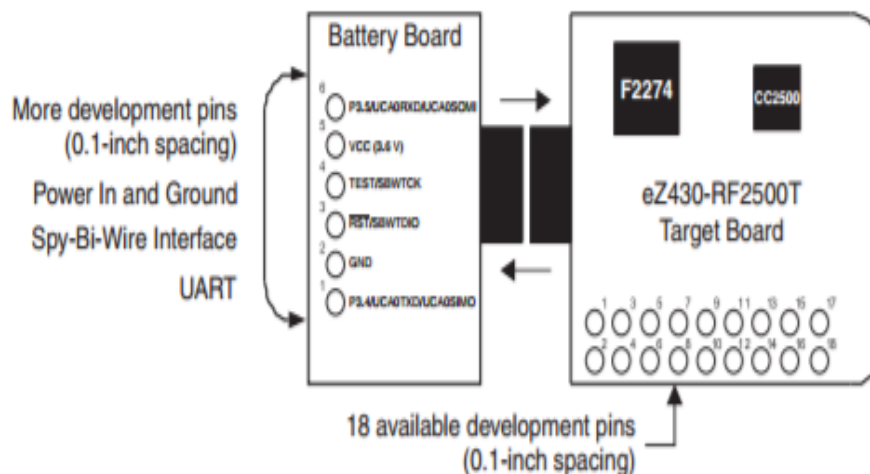 Battery Board
6
P3.5/UCA0RXD/UCA0SOMI
5
VCC (3.6 V)
4
TEST/SBWTCK
3
RST/SBWTDIO
2
GND
1
P3.4/UCA0TXD/UCA0SIMO
More development pins
(0.1-inch spacing)
Power In and Ground
Spy-Bi-Wire Interface
UART
F2274
CC2500
eZ430-RF2500T
Target Board
1 3 5 7 9 11 13 15 17
2 4 6 8 10 12 14 16 18
18 available development pins
(0.1-inch spacing)